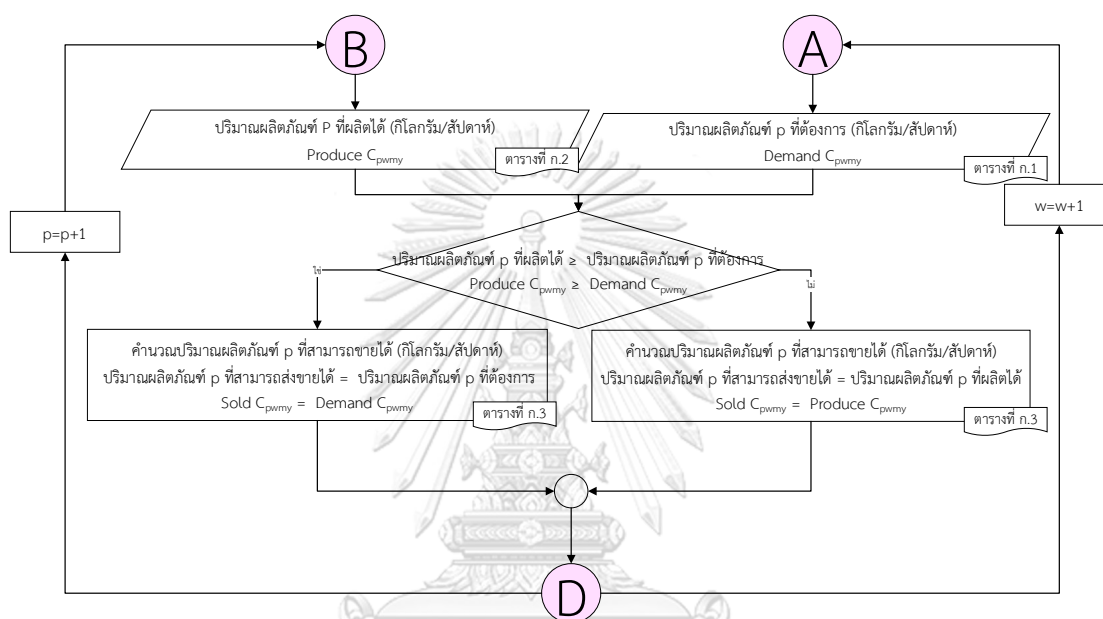 B
A
ปริมาณผลิตภัณฑ์ P ที่ผลิตได้ (กิโลกรัม/สัปดาห์)
Produce Cpwmy
ตารางที่ ก.2
ปริมาณผลิตภัณฑ์ p ที่ต้องการ (กิโลกรัม/สัปดาห์)
Demand Cpwmy
ตารางที่ ก.1
p=p+1
w=w+1
ปริมาณผลิตภัณฑ์ p ที่ผลิตได้ ≥ ปริมาณผลิตภัณฑ์ p ที่ต้องการ
Produce Cpwmy ≥ Demand Cpwmy
ใช่
ไม่
คำนวณปริมาณผลิตภัณฑ์ p ที่สามารถขายได้ (กิโลกรัม/สัปดาห์)
ปริมาณผลิตภัณฑ์ p ที่สามารถส่งขายได้ = ปริมาณผลิตภัณฑ์ p ที่ต้องการ
Sold Cpwmy = Demand Cpwmy
ตารางที่ ก.3
คำนวณปริมาณผลิตภัณฑ์ p ที่สามารถขายได้ (กิโลกรัม/สัปดาห์)
ปริมาณผลิตภัณฑ์ p ที่สามารถส่งขายได้ = ปริมาณผลิตภัณฑ์ p ที่ผลิตได้
Sold Cpwmy = Produce Cpwmy
ตารางที่ ก.3
D